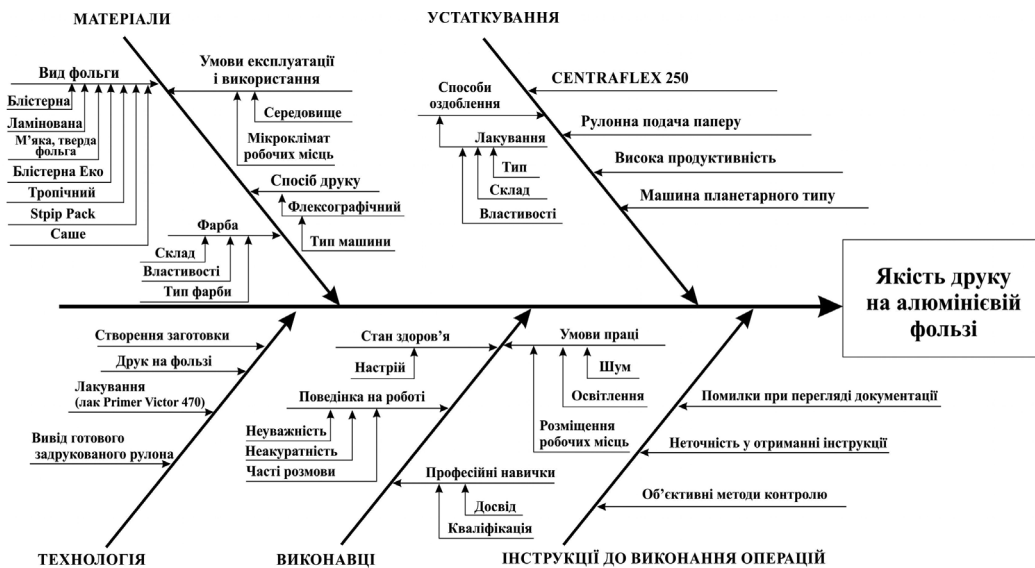 МАТЕРІАЛИ
Вид фольги
Блістерна
Ламінована
М’яка, тверда
фольга
Блістерна Еко
Тропічний
Stpip Pack
Саше
Умови експлуатації
і використання
Середовище
Мікроклімат
робочих місць
Спосіб друку
Флексографічний
Тип машини
Фарба
Склад
Властивості
Тип фарби
УСТАТКУВАННЯ
Способи
оздоблення
Лакування
Тип
Склад
Властивості
CENTRAFLEX 250
Рулонна подача паперу
Висока продуктивність
Машина планетарного типу
Якість друку
на алюмінієвій
фользі
Створення заготовки
Друк на фользі
Лакування
(лак Primer Victor 470)
Вивід готового
задрукованого рулона
ТЕХНОЛОГІЯ
Стан здоров’я
Настрій
Поведінка на роботі
Неуважність
Неакуратність
Часті розмови
Умови праці
Шум
Освітлення
Розміщення
робочих місць
Професійні навички
Досвід
Кваліфікація
ВИКОНАВЦІ
Помилки при перегляді документації
Неточність у отриманні інструкції
Об’єктивні методи контролю
ІНСТРУКЦІЇ ДО ВИКОНАННЯ ОПЕРАЦІЙ